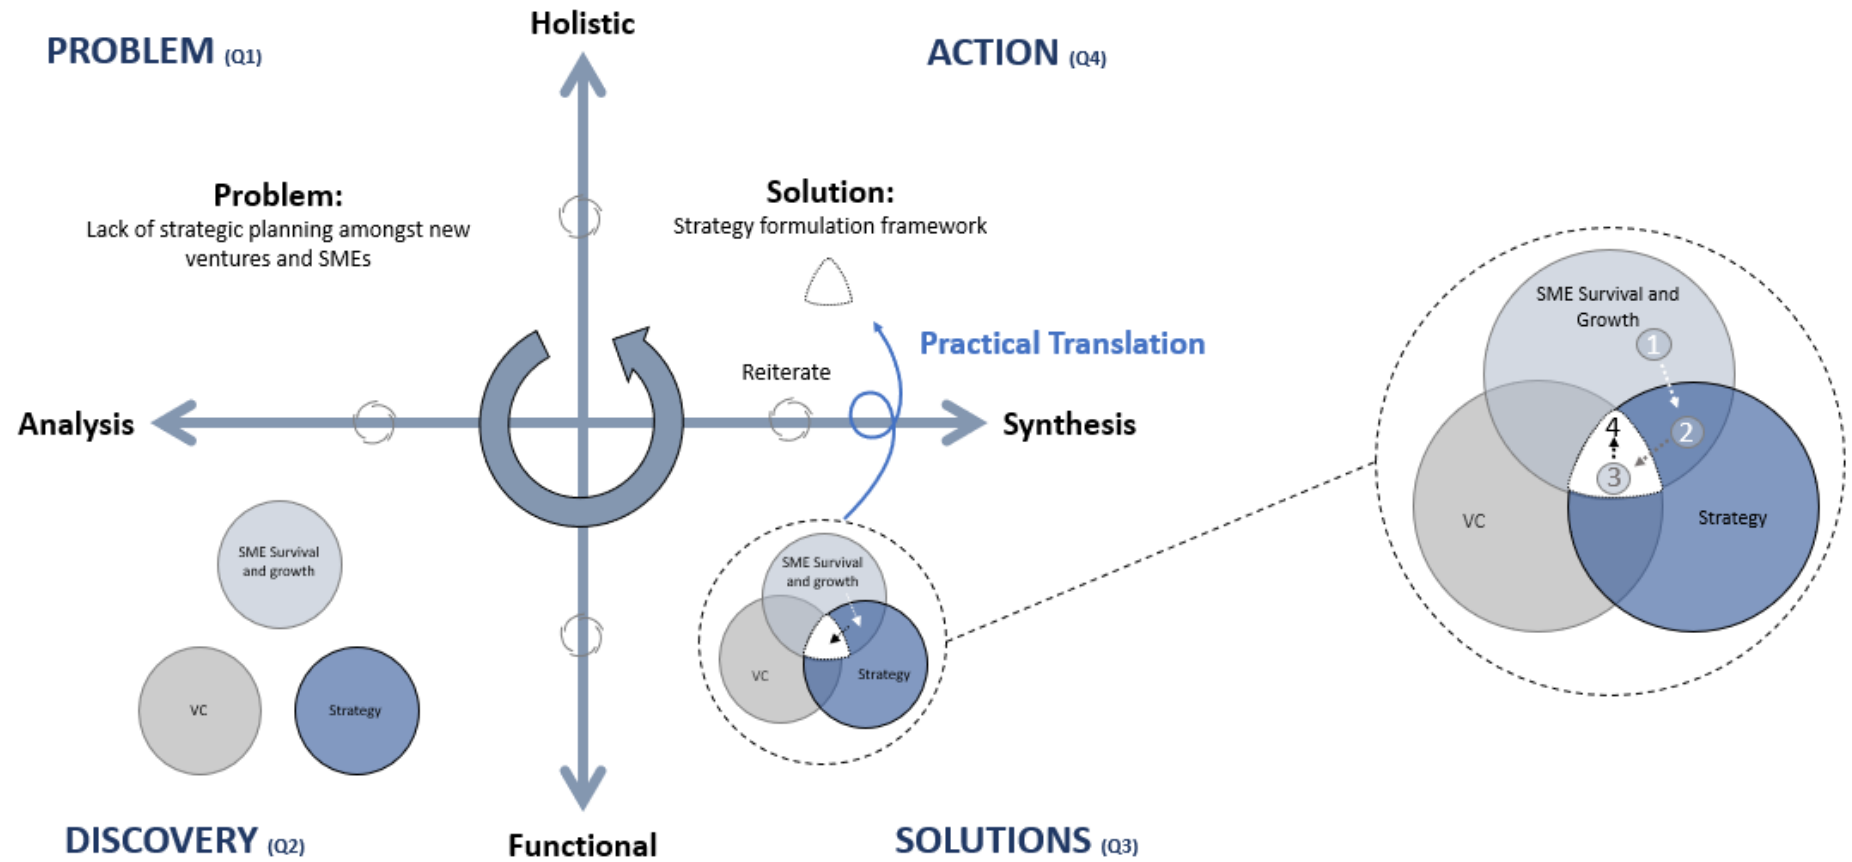 Holistic
PROBLEM (Q1)
ACTION (Q4)
Problem:
Lack of strategic planning amongst new
ventures and SMEs
Solution:
Strategy formulation framework
Practical Translation
Reiterate
Analysis
Synthesis
SME Survival
and growth
VC
Strategy
SME Survival
and growth
VC
Strategy
SME Survival and
Growth
1
2
4
3
VC
Strategy
DISCOVERY (Q2)
Functional
SOLUTIONS (Q3)